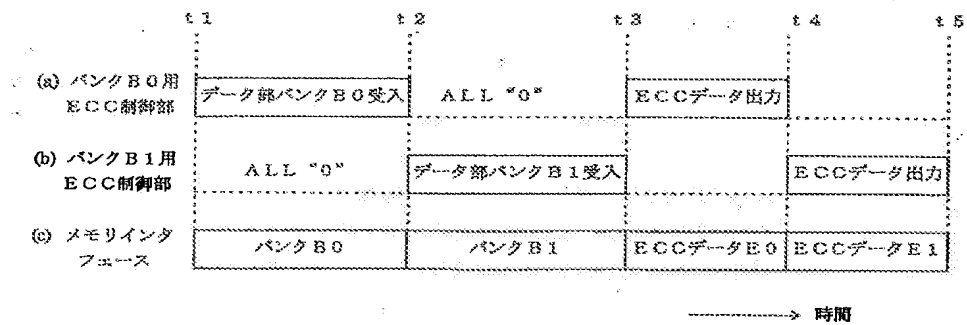 t1 t2 t3 t4 t5
(a) バンクB0用
ECC制御部
データ部バンクB0受入
ALL “0”
ECCデータ出力
(b) バンクB1用
ECC制御部
ALL “0”
データ部バンクB1受入
ECCデータ出力
(c) メモリインタ
フェース
バンクB0
バンクB1
ECCデータE0
ECCデータE1
時間